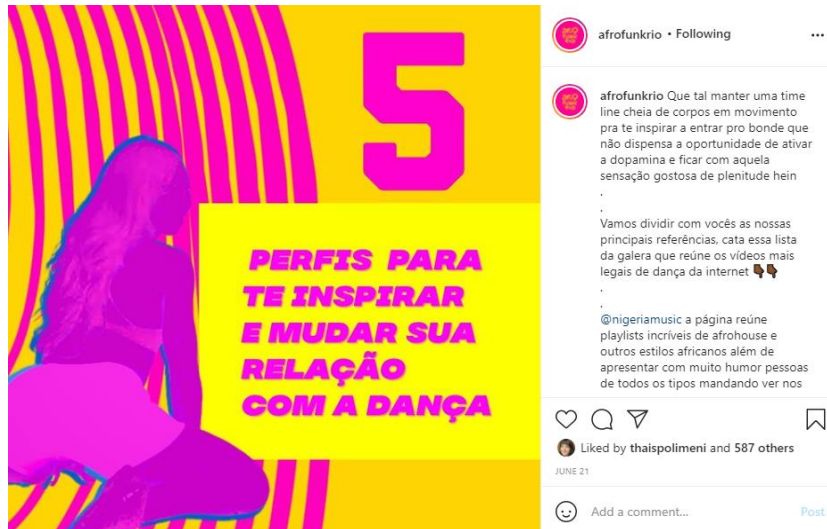 5
PERFIS PARA
TE INSPIRAR
E MUDAR SUA
RELAÇÃO
COM A DANÇA
afrofunkrio • Following
afrofunkrio Que tal manter uma time
line cheia de corpos em movimento
pra te inspirar a entrar pro bonde que
não dispensa a oportunidade de ativar
a dopamina e ficar com aquela
sensação gostosa de plenitude hein
.
.
Vamos dividir com vocês as nossas
principais referências, cata essa lista
da galera que reúne os vídeos mais
legais de dança da internet 👇🏿👇🏿
.
.
@nigeriamusic a página reúne
playlists incríveis de afrohouse e
outros estilos africanos além de
apresentar com muito humor pessoas
de todos os tipos mandando ver nos
Liked by thaispolimeni and 587 others
JUNE 21
Add a comment...
Post